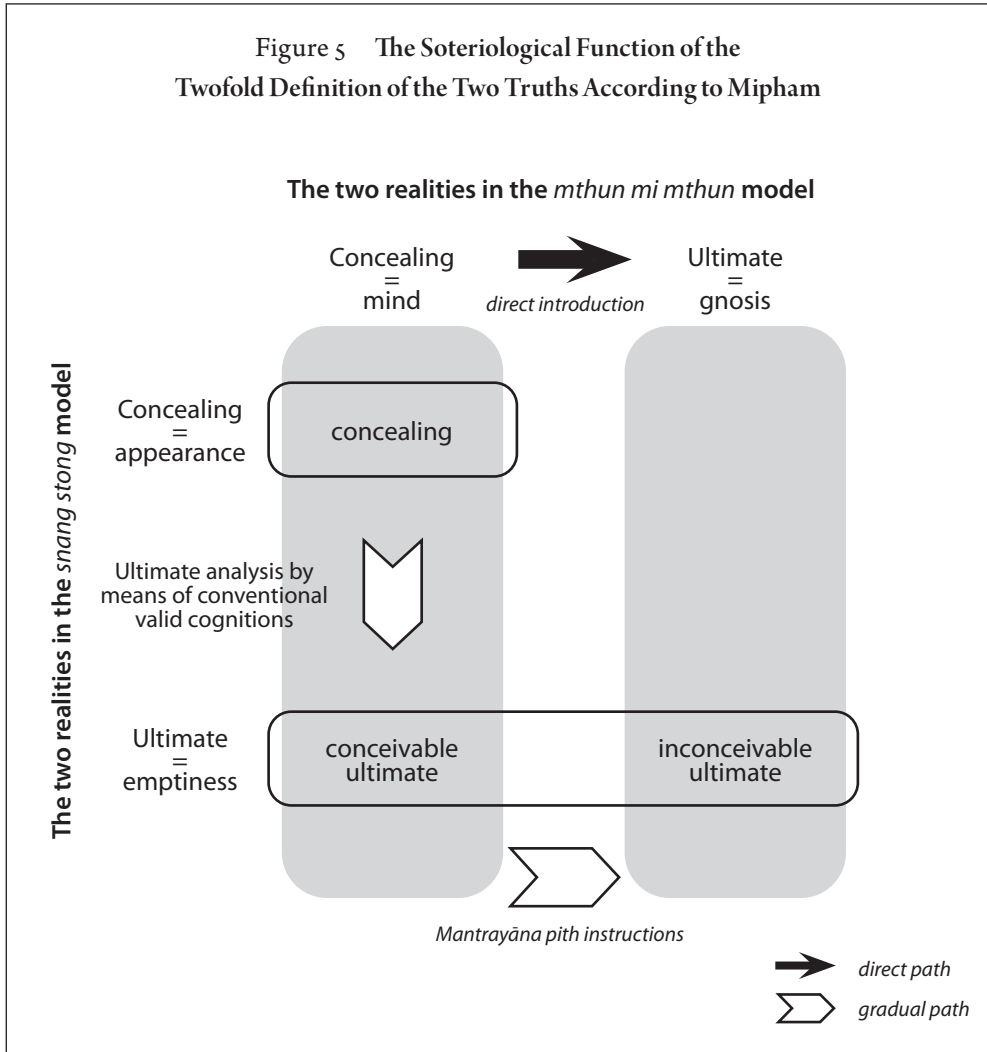 Figure 5 The Soteriological Function of the
Twofold Definition of the Two Truths According to Mipham
The two realities in the mthun mi mthun model
Concealing
=
mind
direct introduction
Ultimate
=
gnosis
The two realities in the snang stong model
Concealing
=
appearance
concealing
Ultimate analysis by
means of conventional
valid cognitions
Ultimate
=
emptiness
conceivable
ultimate
inconceivable
ultimate
Mantrayāna pith instructions
direct path
gradual path